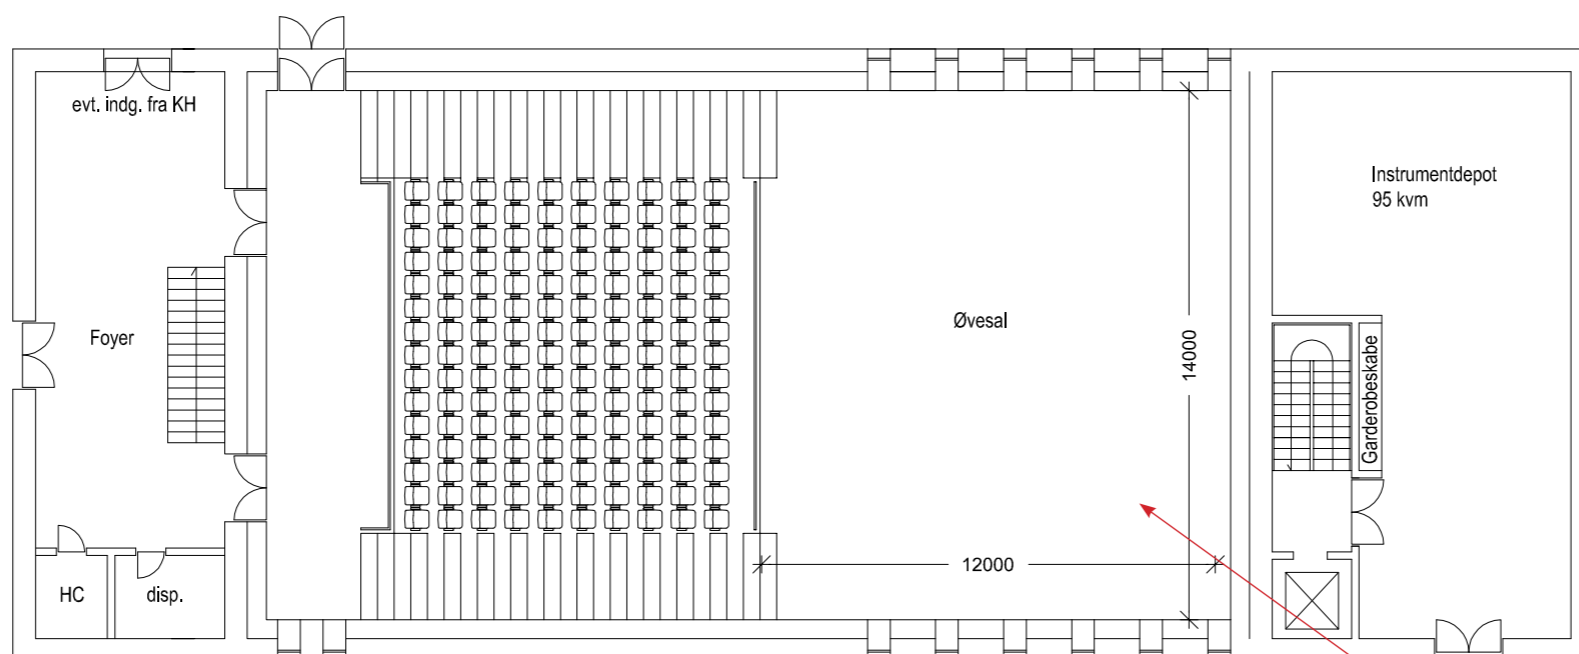 evt. indg. fra KH
Foyer
HC
disp.
Øvesal
14000
12000
Instrumentdepot
95 kvm
Garderobeskabe